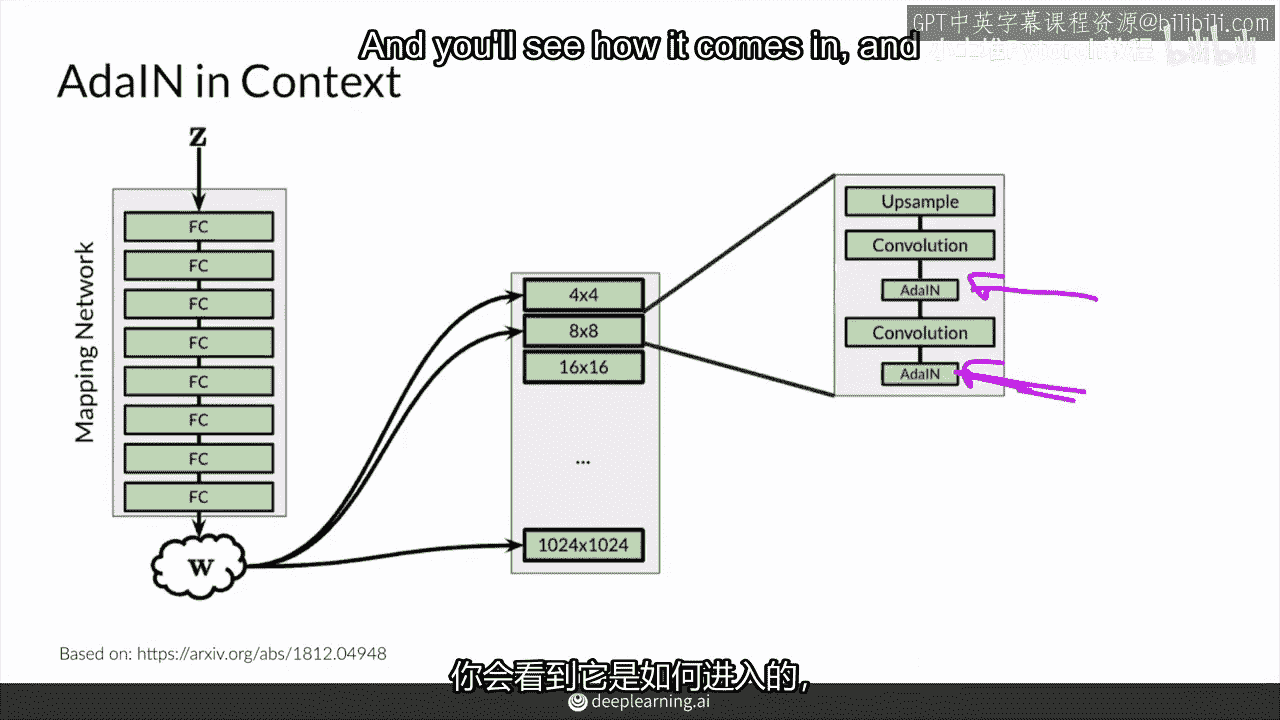 GPT中英字幕课程资源@bilibili.com
And you'll see how it comes in, and
bilibili
AdaIN in Context
z
Mapping Network
FC
FC
FC
FC
FC
FC
FC
FC
w
4x4
8x8
16x16
...
1024x1024
Upsample
Convolution
AdaIN
Convolution
AdaIN
Based on: https://arxiv.org/abs/1812.04948
你会看到它是如何进入的，
deeplearning.ai